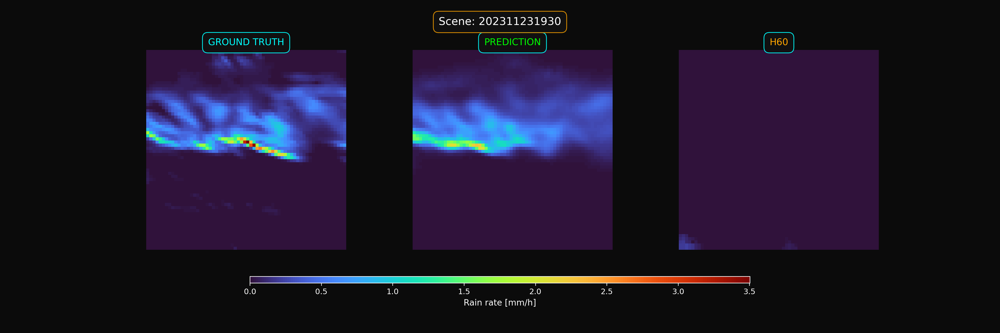 Scene: 202311231930
GROUND TRUTH
PREDICTION
H60
0.0 0.5 1.0 1.5 2.0 2.5 3.0 3.5
Rain rate [mm/h]